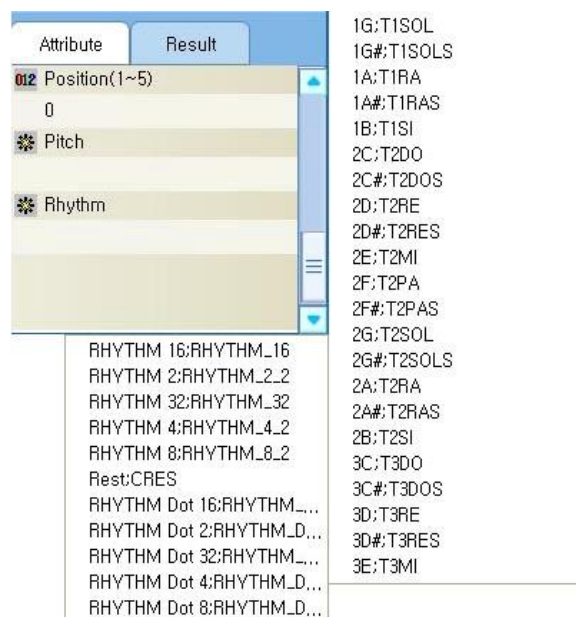 Attribute Result
012 Position(1~5)
0
Pitch
Rhythm
RHYTHM 16;RHYTHM_16
RHYTHM 2;RHYTHM_2_2
RHYTHM 32;RHYTHM_32
RHYTHM 4;RHYTHM_4_2
RHYTHM 8;RHYTHM_8_2
Rest;CRES
RHYTHM Dot 16;RHYTHM_...
RHYTHM Dot 2;RHYTHM_D...
RHYTHM Dot 32;RHYTHM_...
RHYTHM Dot 4;RHYTHM_D...
RHYTHM Dot 8;RHYTHM_D...
1G;T1SOL
1G#;T1SOLS
1A;T1RA
1A#;T1RAS
1B;T1SI
2C;T2DO
2C#;T2DOS
2D;T2RE
2D#;T2RES
2E;T2MI
2F;T2PA
2F#;T2PAS
2G;T2SOL
2G#;T2SOLS
2A;T2RA
2A#;T2RAS
2B;T2SI
3C;T3DO
3C#;T3DOS
3D;T3RE
3D#;T3RES
3E;T3MI